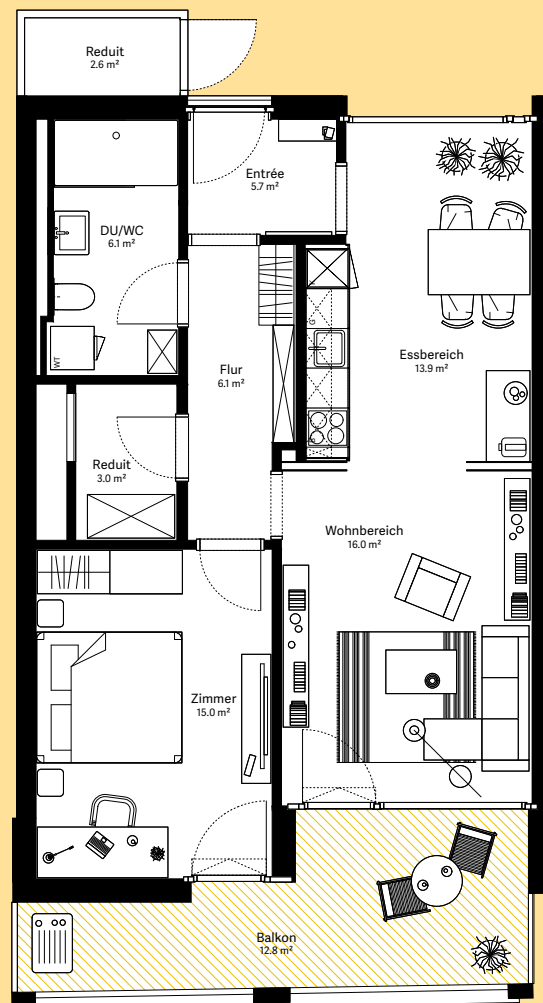 Reduit
2.6 m²
Entrée
5.7 m²
DU/WC
6.1 m²
WT
G
Flur
6.1 m²
Essbereich
13.9 m²
Reduit
3.0 m²
Wohnbereich
16.0 m²
Zimmer
15.0 m²
Balkon
12.8 m²